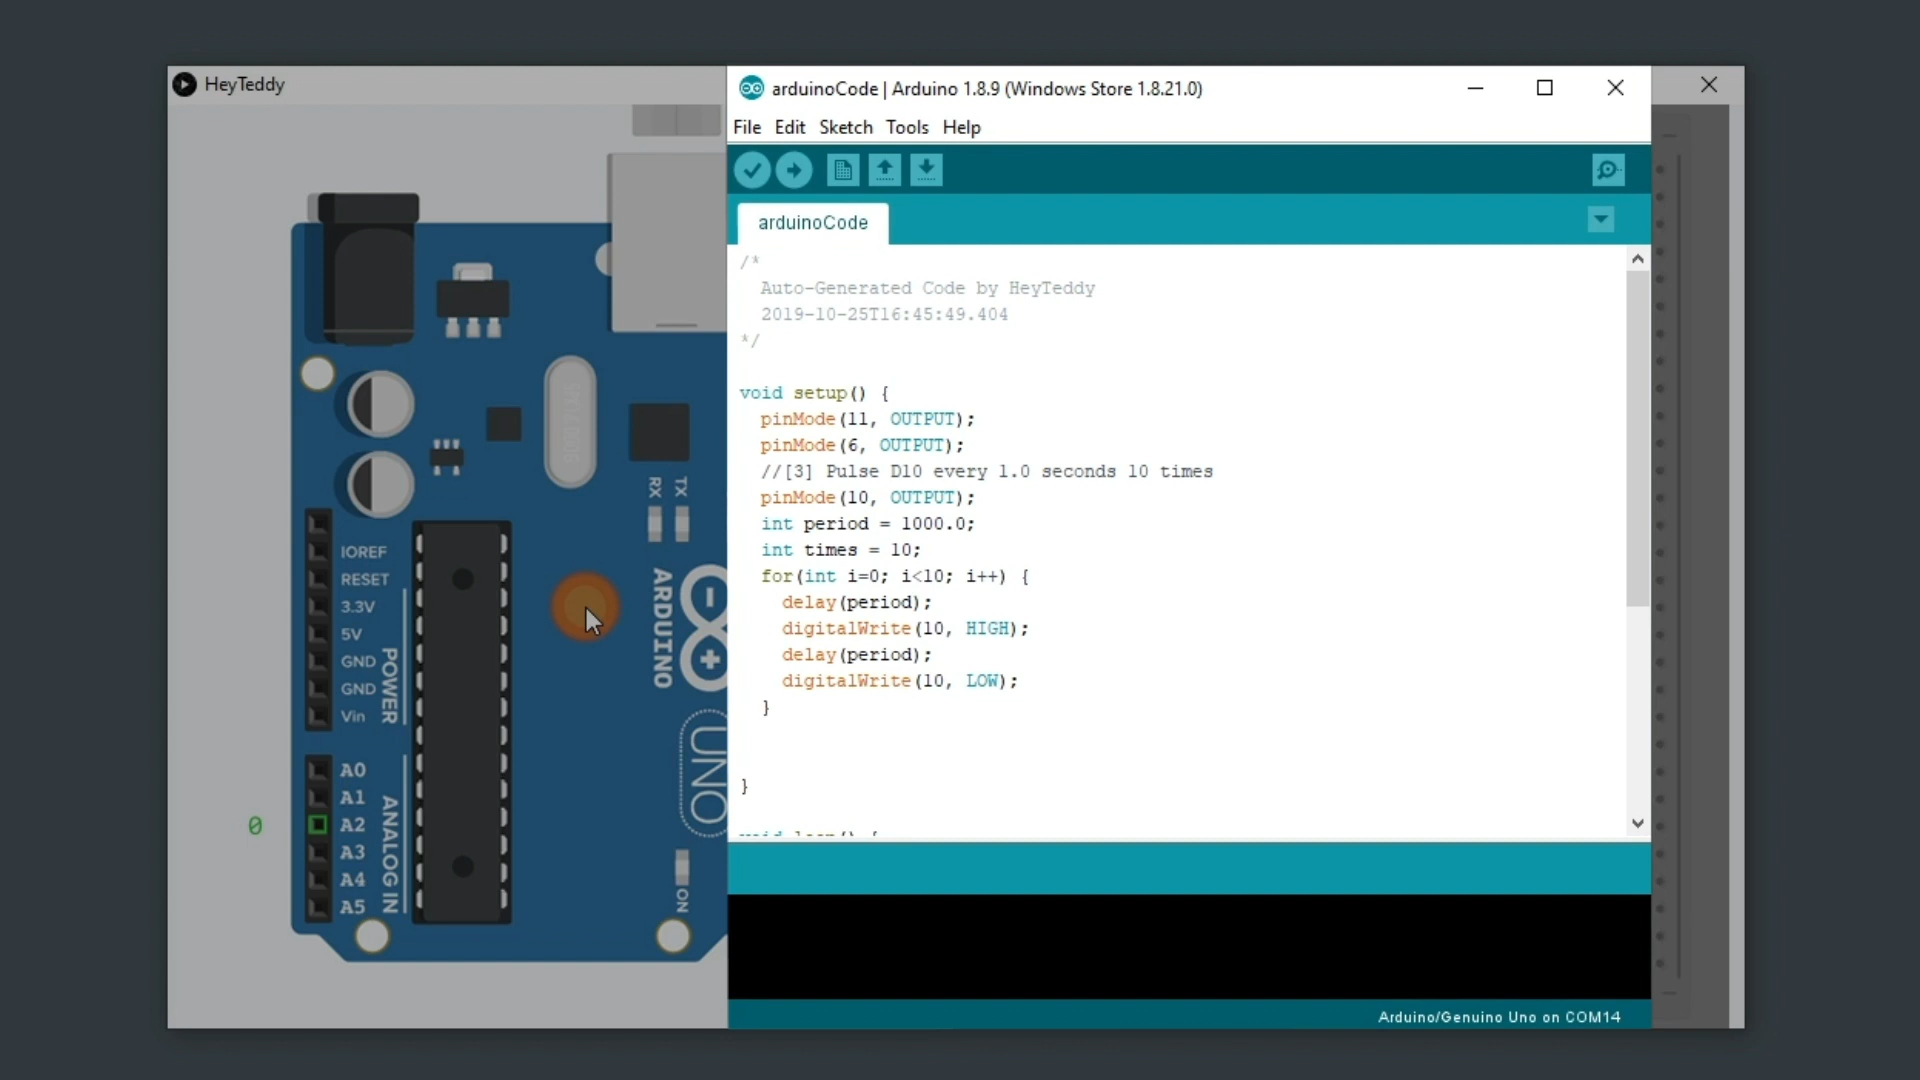 HeyTeddy
arduinoCode | Arduino 1.8.9 (Windows Store 1.8.21.0)
File Edit Sketch Tools Help
arduinoCode
/*
Auto-Generated Code by HeyTeddy
2019-10-25T16:45:49.404
*/
void setup() {
pinMode(11, OUTPUT);
pinMode(6, OUTPUT);
//[3] Pulse D10 every 1.0 seconds 10 times
pinMode(10, OUTPUT);
int period = 1000.0;
int times = 10;
for(int i=0; i<10; i++) {
delay(period);
digitalWrite(10, HIGH);
delay(period);
digitalWrite(10, LOW);
}
}
Arduino/Genuino Uno on COM14
RX
TX
IOREF
RESET
3.3V
5V
GND
GND
Vin
POWER
ARDUINO
UNO
A0
A1
A2
A3
A4
A5
ANALOG IN
ON
0